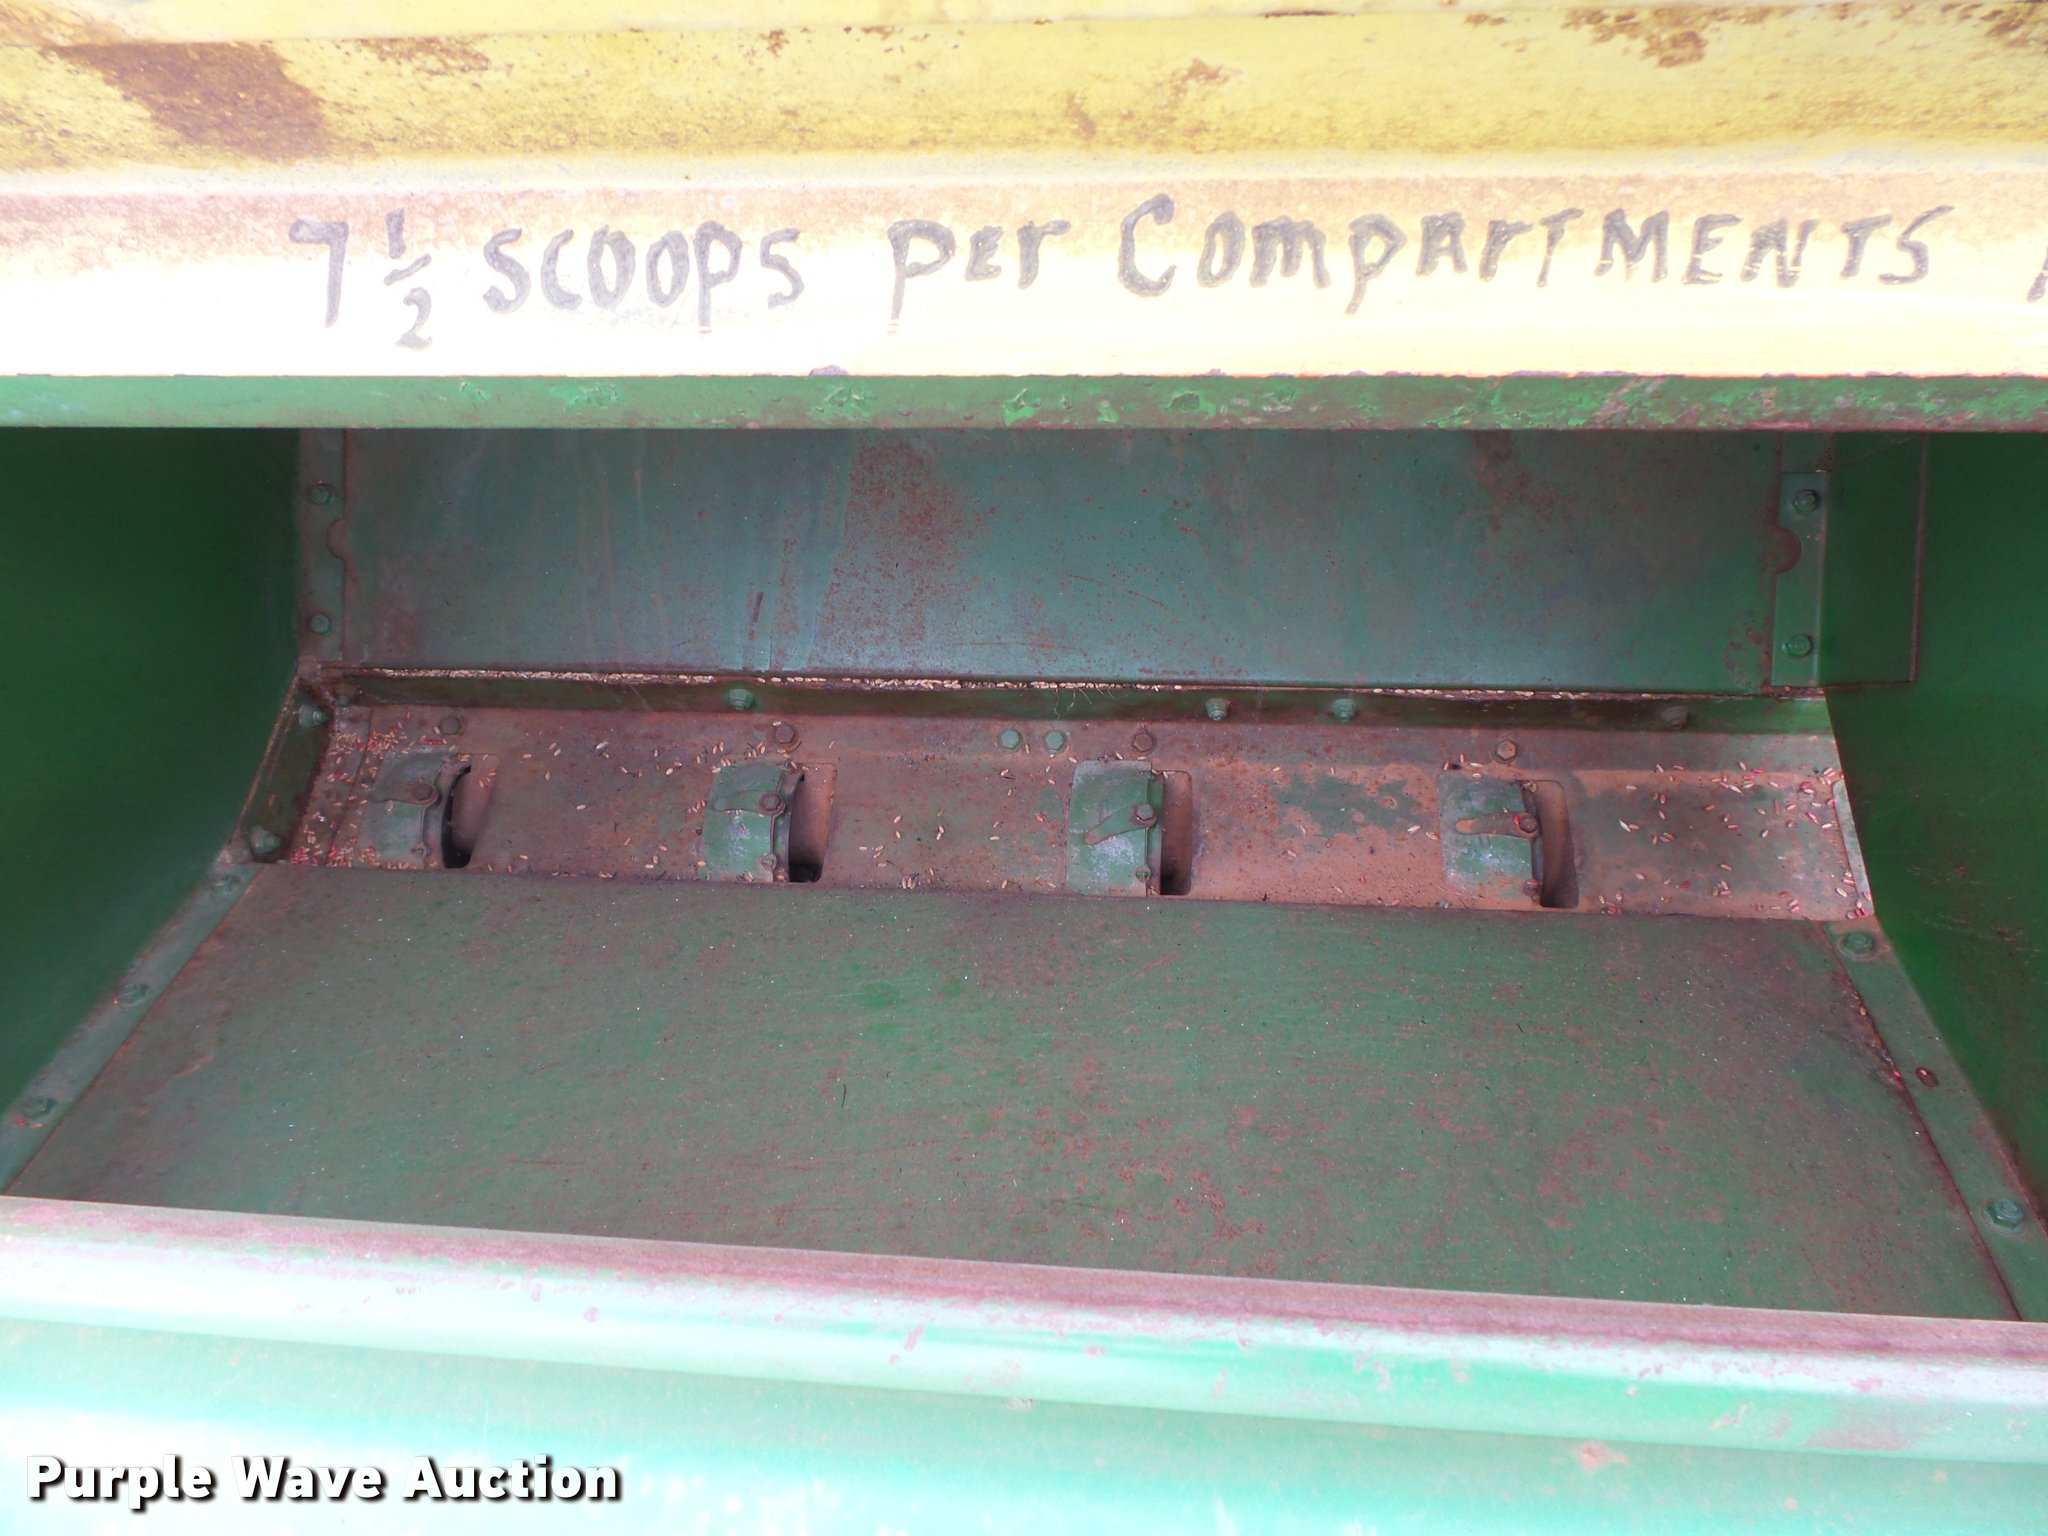 7 1/2 SCOOPS per CompArTMENTS
Purple Wave Auction